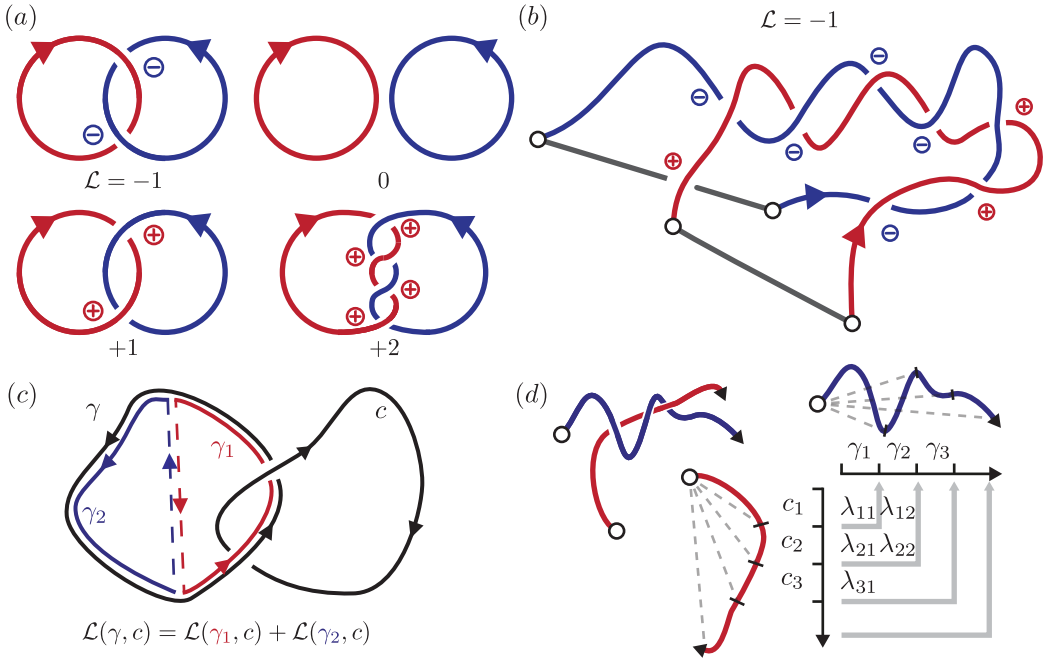 (a)
⊖
⊖
ℒ = −1
0
⊕
⊕
+1
⊕
⊕
⊕
⊕
+2
(b)
ℒ = −1
⊖
⊖
⊖
⊖
⊕
⊕
⊕
⊖
(c)
γ
c
γ₁
γ₂
ℒ(γ, c) = ℒ(γ₁, c) + ℒ(γ₂, c)
(d)
γ₁ γ₂ γ₃
c₁ λ₁₁ λ₁₂
c₂ λ₂₁ λ₂₂
c₃ λ₃₁